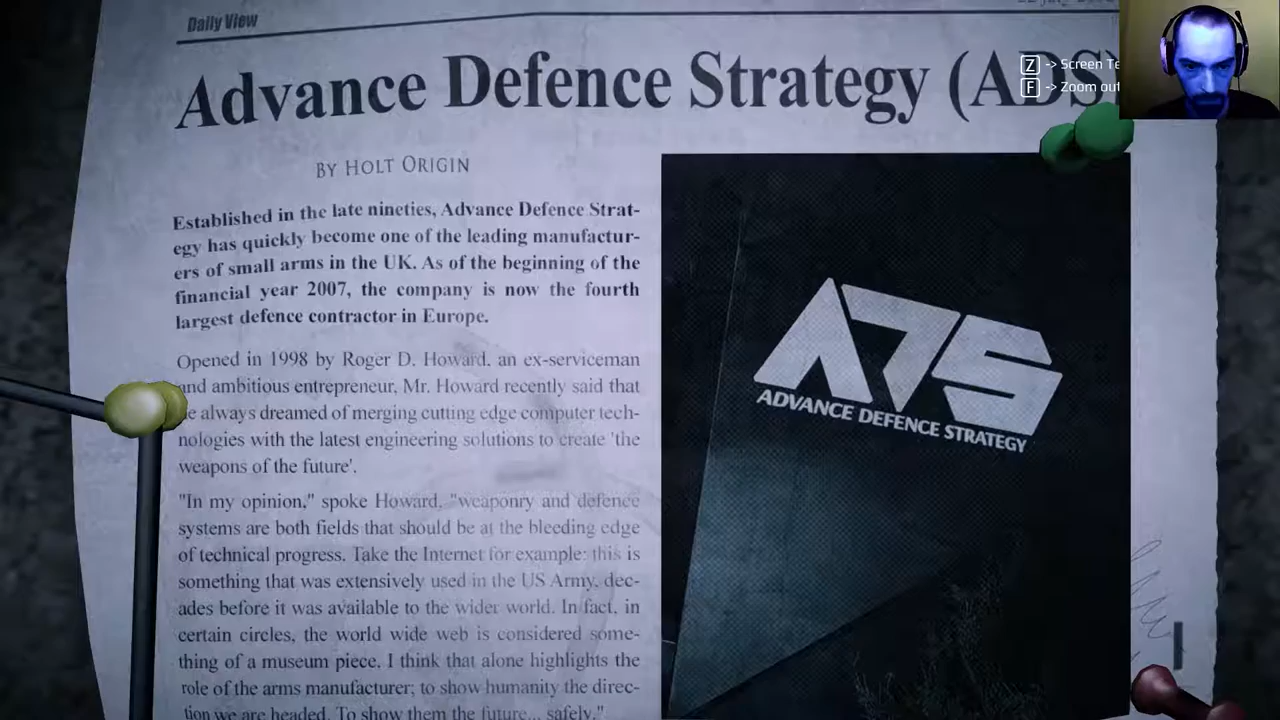 Daily View
Advance Defence Strategy (ADS)
[Z] -> Screen Te
[F] -> Zoom out
BY HOLT ORIGIN
Established in the late nineties, Advance Defence Strat-
egy has quickly become one of the leading manufactur-
ers of small arms in the UK. As of the beginning of the
financial year 2007, the company is now the fourth
largest defence contractor in Europe.
Opened in 1998 by Roger D. Howard, an ex-serviceman
and ambitious entrepreneur, Mr. Howard recently said that
he always dreamed of merging cutting edge computer tech-
nologies with the latest engineering solutions to create 'the
weapons of the future'.
"In my opinion," spoke Howard, "weaponry and defence
systems are both fields that should be at the bleeding edge
of technical progress. Take the Internet for example: this is
something that was extensively used in the US Army, dec-
ades before it was available to the wider world. In fact, in
certain circles, the world wide web is considered some-
thing of a museum piece. I think that alone highlights the
role of the arms manufacturer; to show humanity the direc-
tion we are headed. To show them the future... safely."
ADS
ADVANCE DEFENCE STRATEGY